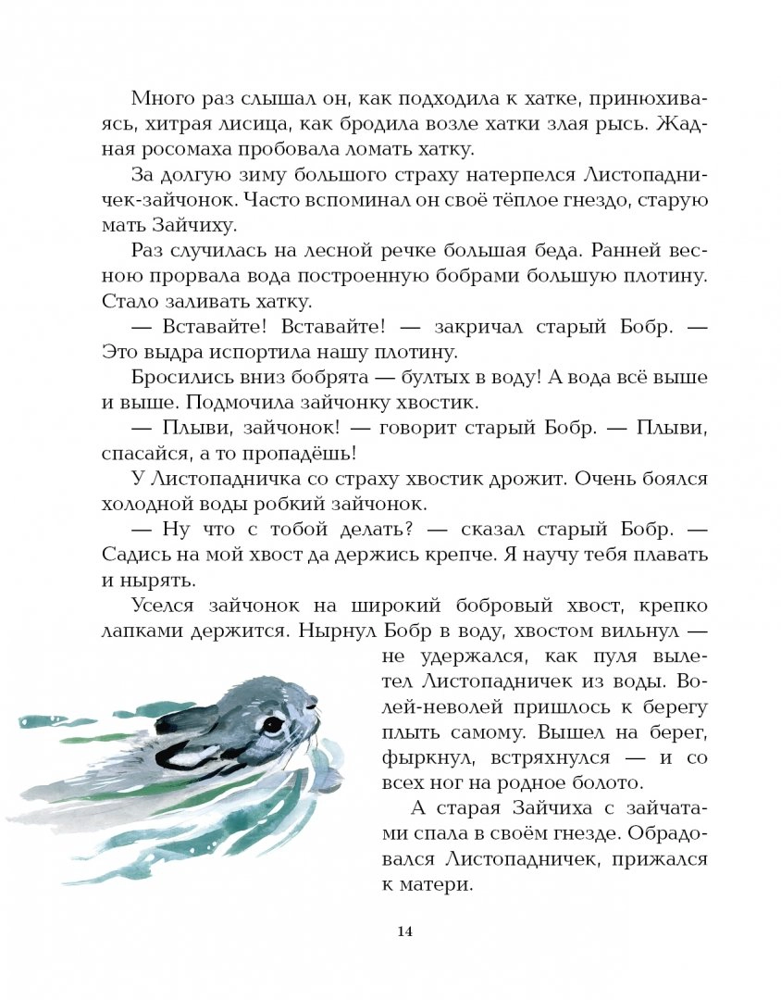 Много раз слышал он, как подходила к хатке, принюхива-
ясь, хитрая лисица, как бродила возле хатки злая рысь. Жад-
ная росомаха пробовала ломать хатку.
За долгую зиму большого страху натерпелся Листопадни-
чек-зайчонок. Часто вспоминал он своё тёплое гнездо, старую
мать Зайчиху.
Раз случилась на лесной речке большая беда. Ранней вес-
ною прорвала вода построенную бобрами большую плотину.
Стало заливать хатку.
— Вставайте! Вставайте! — закричал старый Бобр. —
Это выдра испортила нашу плотину.
Бросились вниз бобрята — бултых в воду! А вода всё выше
и выше. Подмочила зайчонку хвостик.
— Плыви, зайчонок! — говорит старый Бобр. — Плыви,
спасайся, а то пропадёшь!
У Листопадничка со страху хвостик дрожит. Очень боялся
холодной воды робкий зайчонок.
— Ну что с тобой делать? — сказал старый Бобр. —
Садись на мой хвост да держись крепче. Я научу тебя плавать
и нырять.
Уселся зайчонок на широкий бобровый хвост, крепко
лапками держится. Нырнул Бобр в воду, хвостом вильнул —
не удержался, как пуля выле-
тел Листопадничек из воды. Во-
лей-неволей пришлось к берегу
плыть самому. Вышел на берег,
фыркнул, встряхнулся — и со
всех ног на родное болото.
А старая Зайчиха с зайчата-
ми спала в своём гнезде. Обрадо-
вался Листопадничек, прижался
к матери.
14